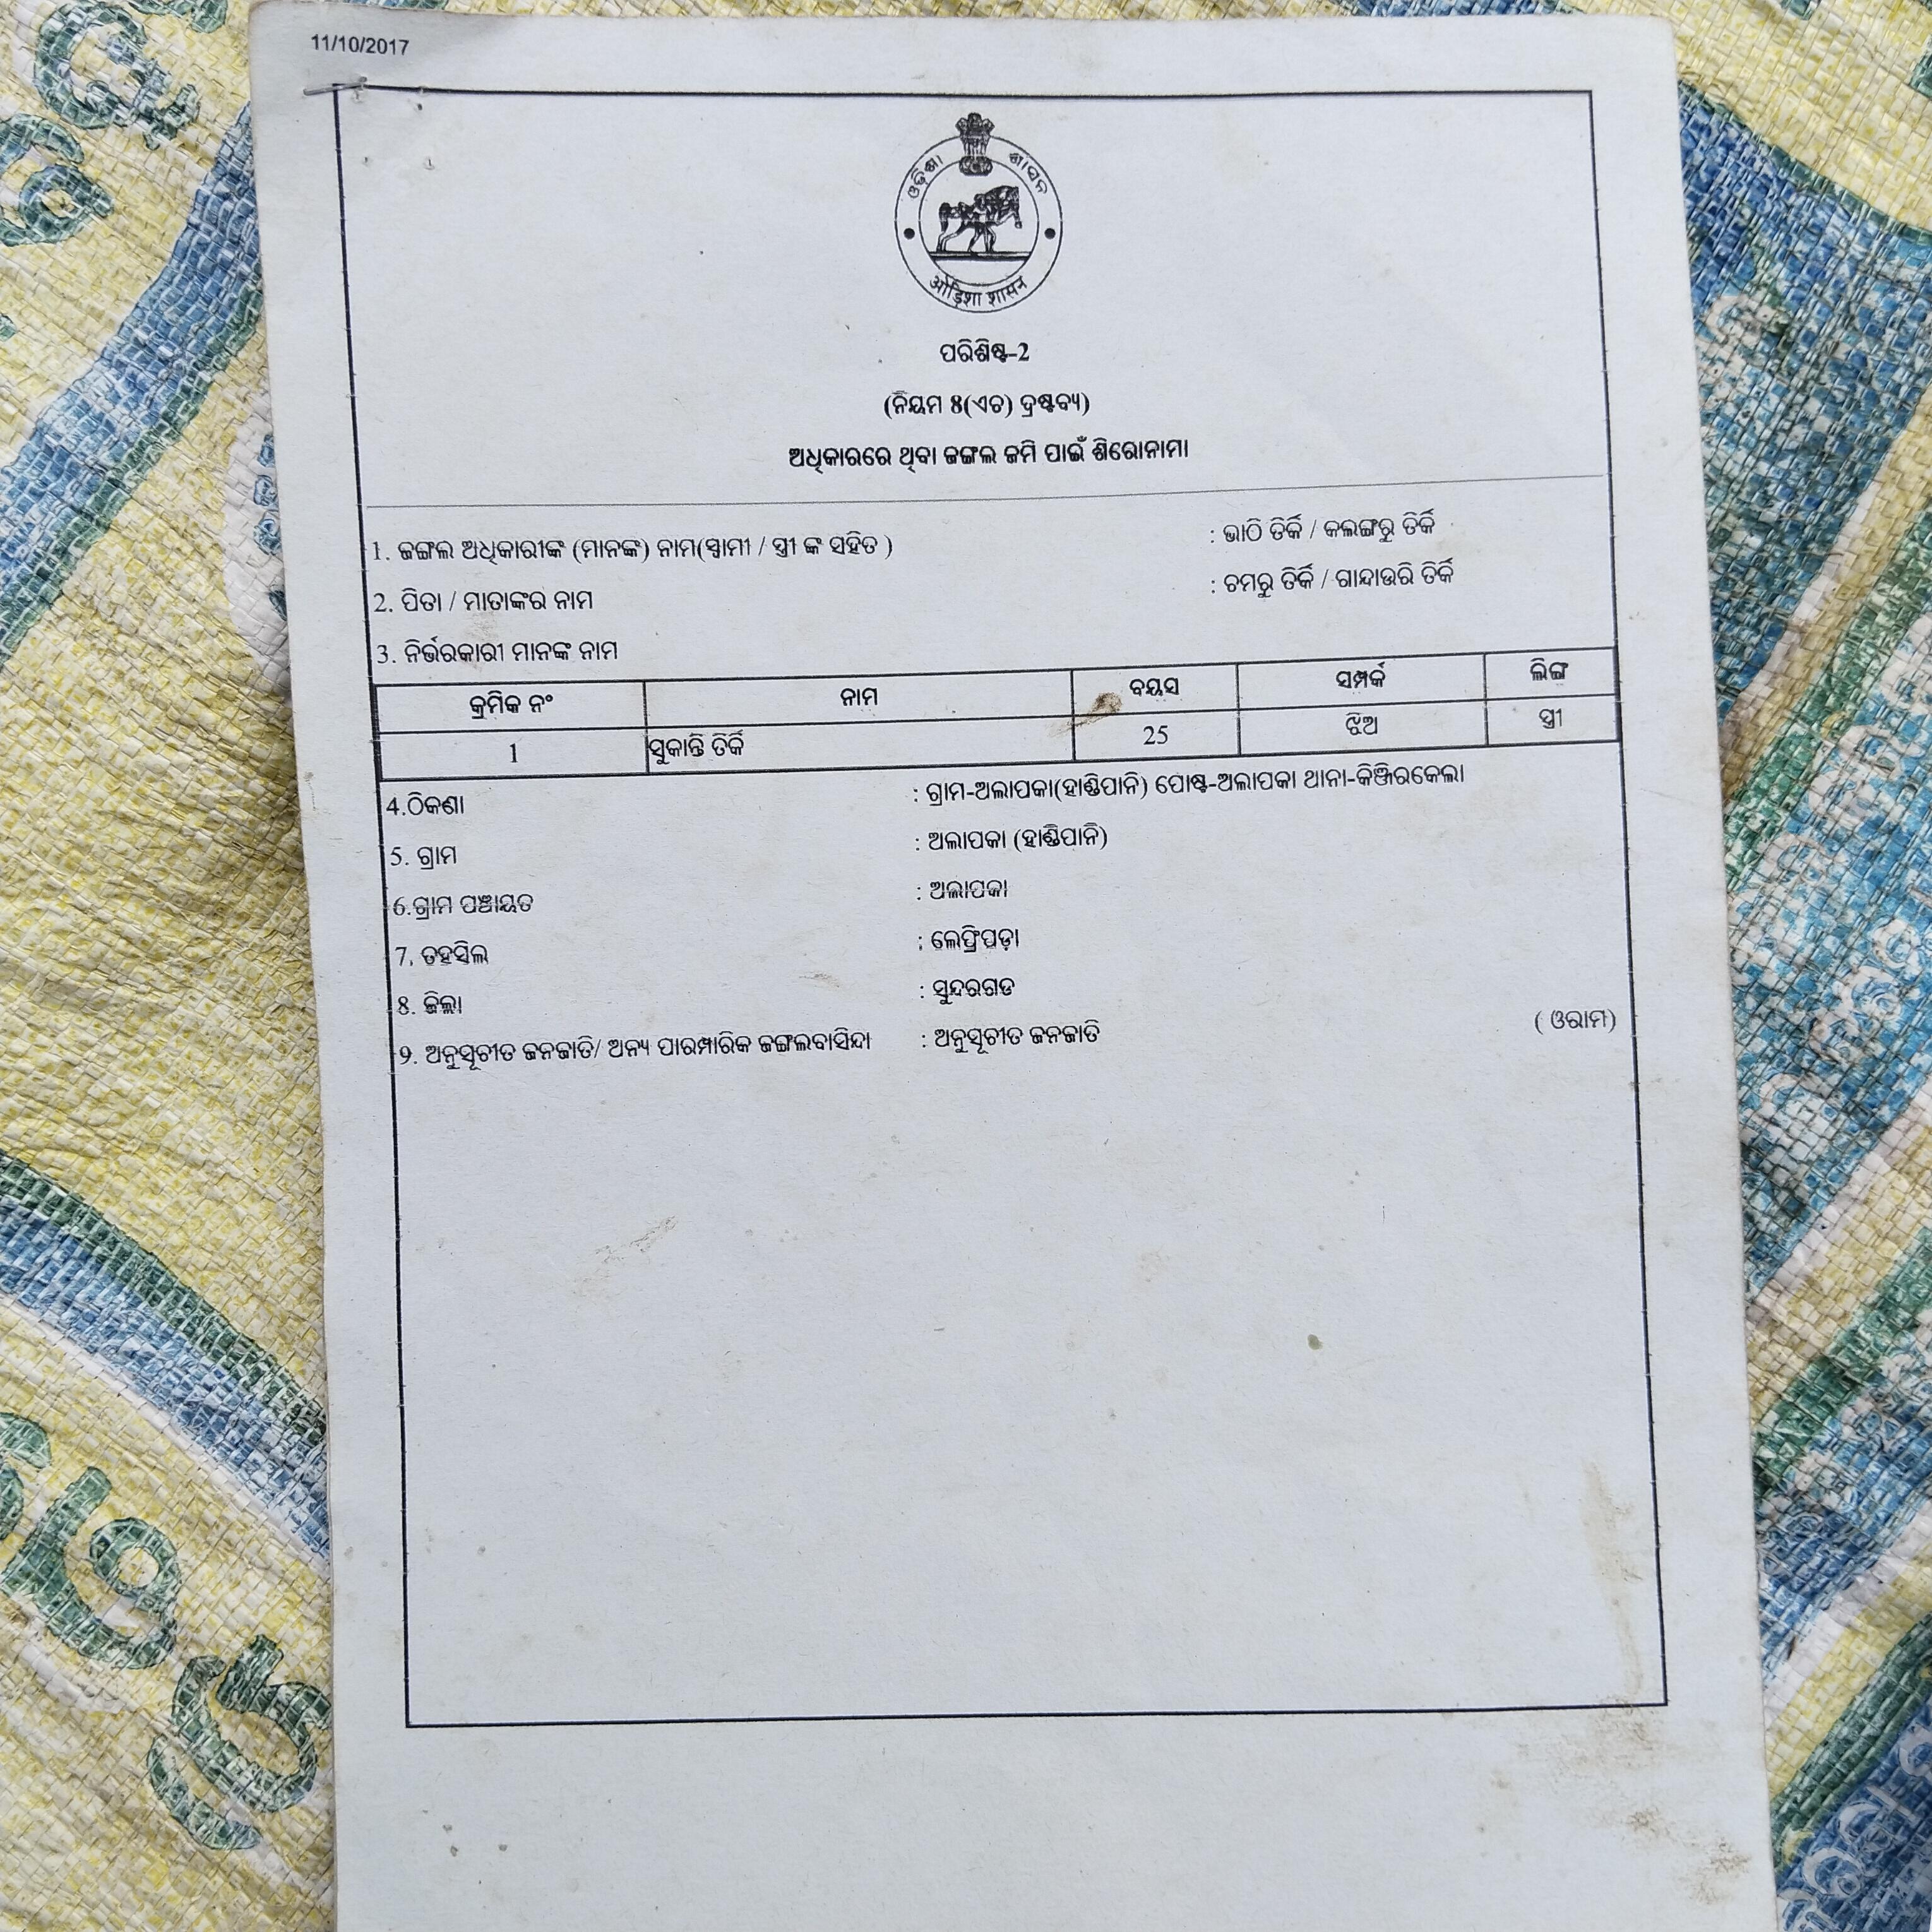 11/10/2017
ଓଡ଼ିଶା ଶାସନ
ओड़िशा शासन
ପରିଶିଷ୍ଟ-2
(ନିୟମ 8(ଏଚ) ଦ୍ରଷ୍ଟବ୍ୟ)
ଅଧିକାରରେ ଥିବା ଜଙ୍ଗଲ ଜମି ପାଇଁ ଶିରୋନାମା
1. ଜଙ୍ଗଲ ଅଧିକାରୀଙ୍କ (ମାନଙ୍କ) ନାମ(ସ୍ଵାମୀ / ସ୍ତ୍ରୀ ଙ୍କ ସହିତ ) : ଭାଠି ତିର୍କି / କଲଙ୍ଗରୁ ତିର୍କି
2. ପିତା / ମାତାଙ୍କର ନାମ : ଚମରୁ ତିର୍କି / ଗାନ୍ଦାଉରି ତିର୍କି
3. ନିର୍ଭରକାରୀ ମାନଙ୍କ ନାମ
କ୍ରମିକ ନଂ ନାମ ବୟସ ସମ୍ପର୍କ ଲିଙ୍ଗ
1 ସୁକାନ୍ତି ତିର୍କି 25 ଝିଅ ସ୍ତ୍ରୀ
4.ଠିକଣା : ଗ୍ରାମ-ଅଲାପକା(ହାଣ୍ଡିପାନି) ପୋଷ୍ଟ-ଅଲାପକା ଥାନା-କିଞ୍ଜିରକେଲା
5. ଗ୍ରାମ : ଅଲାପକା (ହାଣ୍ଡିପାନି)
6.ଗ୍ରାମ ପଞ୍ଚାୟତ : ଅଲାପକା
7. ତହସିଲ : ଲେଫ୍ରିପଡ଼ା
8. ଜିଲ୍ଲା : ସୁନ୍ଦରଗଡ
9. ଅନୁସୂଚୀତ ଜନଜାତି/ ଅନ୍ୟ ପାରମ୍ପାରିକ ଜଙ୍ଗଲବାସିନ୍ଦା : ଅନୁସୂଚୀତ ଜନଜାତି ( ଓରାମ)